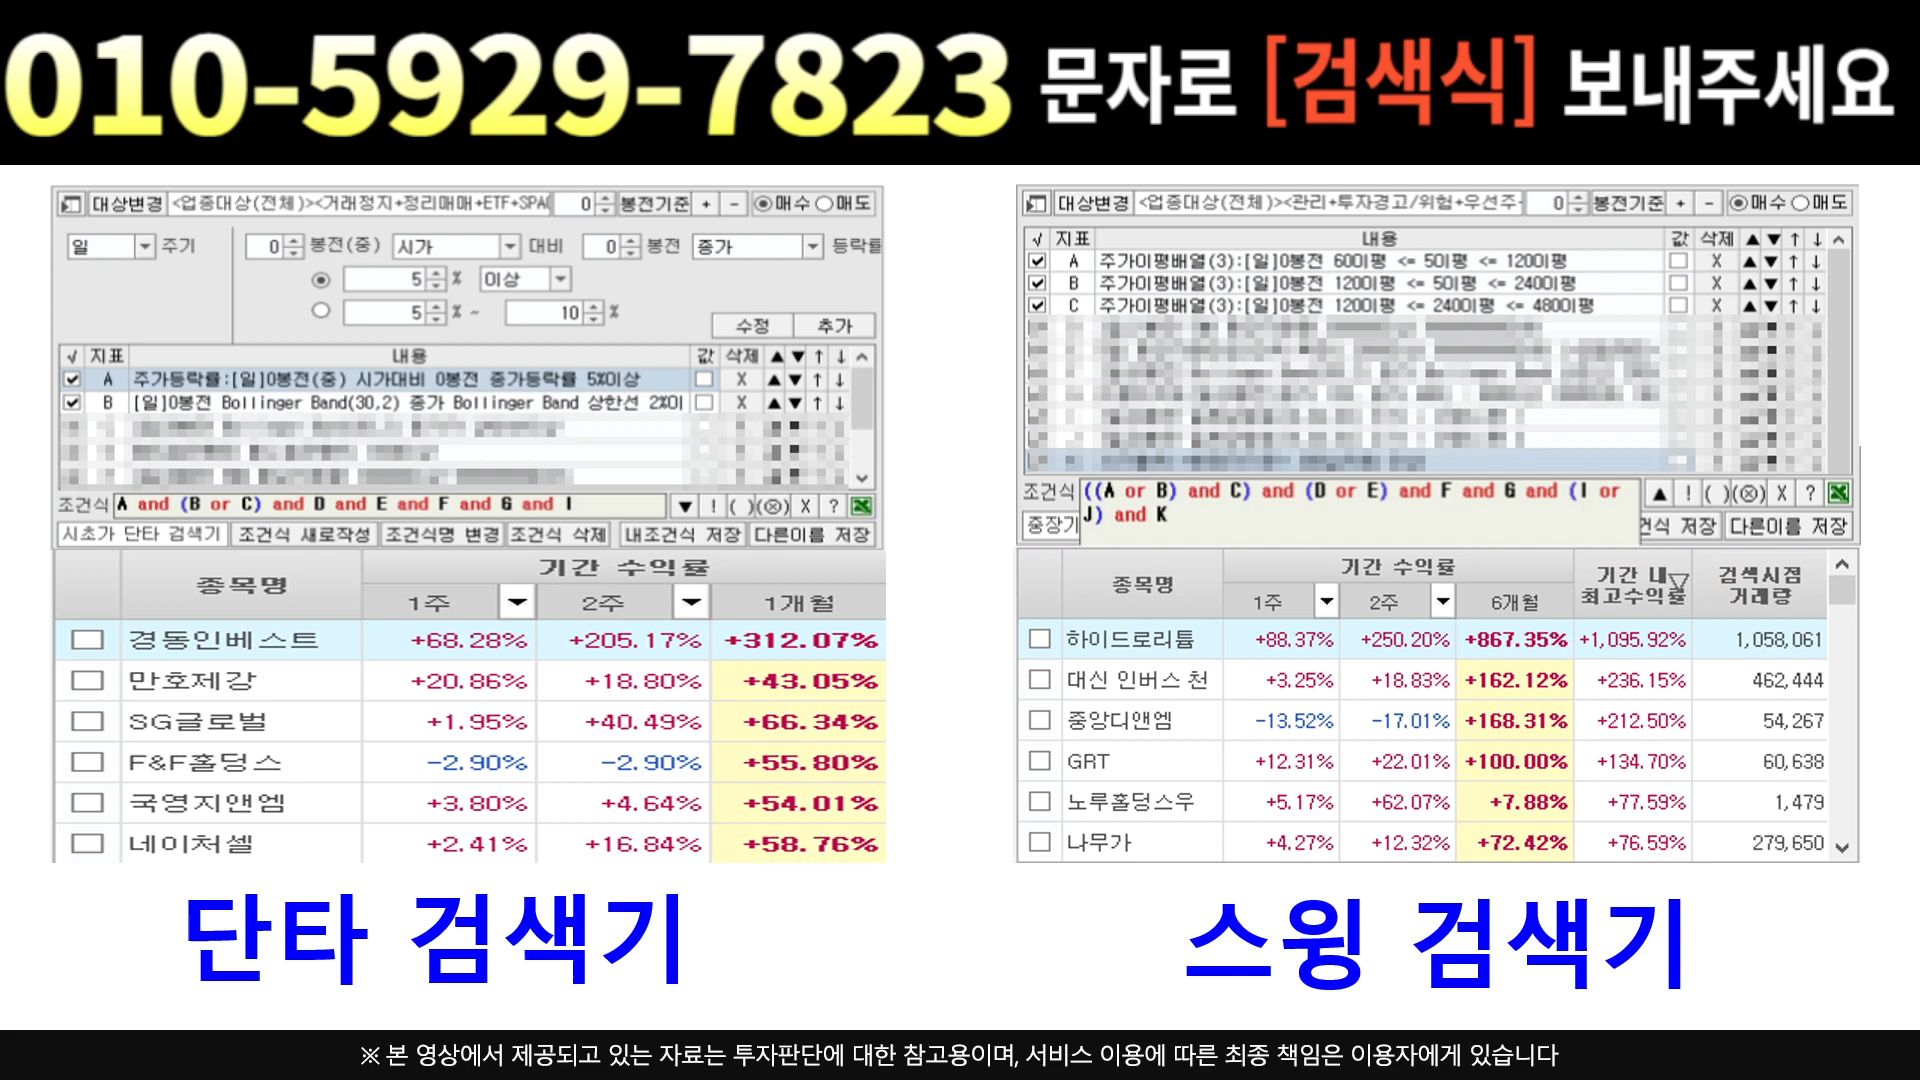 010-5929-7823 문자로 [검색식] 보내주세요
대상변경 <업종대상(전체)><거래정지+정리매매+ETF+SPAC 0 봉전기준 + - 매수 매도
일 주기 0 봉전(중) 시가 대비 0 봉전 종가 등락률
5 % 이상
5 % ~ 10 %
수정 추가
√ 지표 내용 값 삭제 ▲ ▼ ↑ ↓
A 주가등락률:[일]0봉전(중) 시가대비 0봉전 종가등락률 5%이상 X ▲ ▼ ↑ ↓
B [일]0봉전 Bollinger Band(30,2) 종가 Bollinger Band 상한선 2%이 X ▲ ▼ ↑ ↓
조건식 A and (B or C) and D and E and F and G and I ▼ ! ( )(⊗) X ?
시초가 단타 검색기 조건식 새로작성 조건식명 변경 조건식 삭제 내조건식 저장 다른이름 저장
종목명 기간 수익률
1주 2주 1개월
경동인베스트 +68.28% +205.17% +312.07%
만호제강 +20.86% +18.80% +43.05%
SG글로벌 +1.95% +40.49% +66.34%
F&F홀딩스 -2.90% -2.90% +55.80%
국영지앤엠 +3.80% +4.64% +54.01%
네이처셀 +2.41% +16.84% +58.76%
단타 검색기
대상변경 <업종대상(전체)><관리+투자경고/위험+우선주+ 0 봉전기준 + - 매수 매도
√ 지표 내용 값 삭제 ▲ ▼ ↑ ↓
A 주가이평배열(3):[일]0봉전 60이평 <= 5이평 <= 120이평 X ▲ ▼ ↑ ↓
B 주가이평배열(3):[일]0봉전 120이평 <= 5이평 <= 240이평 X ▲ ▼ ↑ ↓
C 주가이평배열(3):[일]0봉전 120이평 <= 240이평 <= 480이평 X ▲ ▼ ↑ ↓
조건식 ((A or B) and C) and (D or E) and F and G and (I or ▲ ! ( )(⊗) X ?
J) and K
중장기 건식 저장 다른이름 저장
종목명 기간 수익률 기간 내 최고수익률 검색시점 거래량
1주 2주 6개월
하이드로리튬 +88.37% +250.20% +867.35% +1,095.92% 1,058,061
대신 인버스 천 +3.25% +18.83% +162.12% +236.15% 462,444
중앙디앤엠 -13.52% -17.01% +168.31% +212.50% 54,267
GRT +12.31% +22.01% +100.00% +134.70% 60,638
노루홀딩스우 +5.17% +62.07% +7.88% +77.59% 1,479
나무가 +4.27% +12.32% +72.42% +76.59% 279,650
스윙 검색기
※ 본 영상에서 제공되고 있는 자료는 투자판단에 대한 참고용이며, 서비스 이용에 따른 최종 책임은 이용자에게 있습니다